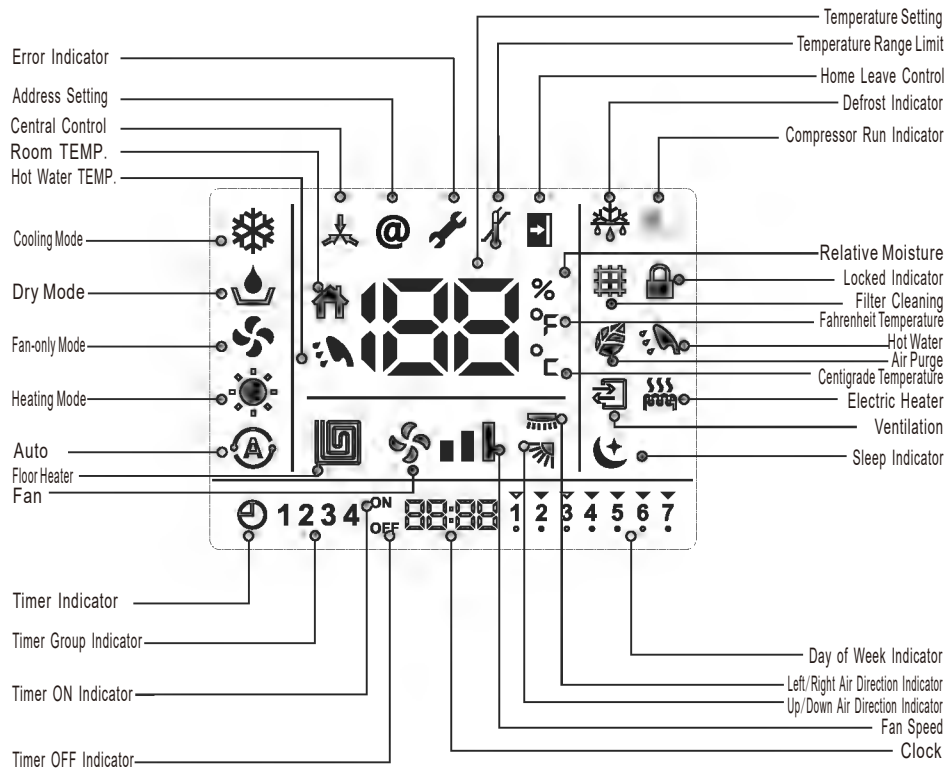 Temperature Setting
Temperature Range Limit
Error Indicator
Home Leave Control
Address Setting
Defrost Indicator
Central Control
Compressor Run Indicator
Room TEMP.
Hot Water TEMP.
@
Cooling Mode
Relative Moisture
Locked Indicator
Dry Mode
188
%
Filter Cleaning
°F
Fahrenheit Temperature
Fan-only Mode
Hot Water
Air Purge
°C
Centigrade Temperature
Heating Mode
Electric Heater
Ventilation
Auto
A
Sleep Indicator
Floor Heater
Fan
1 2 3 4
ON
OFF
88:88
1 2 3 4 5 6 7
Timer Indicator
Timer Group Indicator
Day of Week Indicator
Left/Right Air Direction Indicator
Timer ON Indicator
Up/Down Air Direction Indicator
Fan Speed
Clock
Timer OFF Indicator